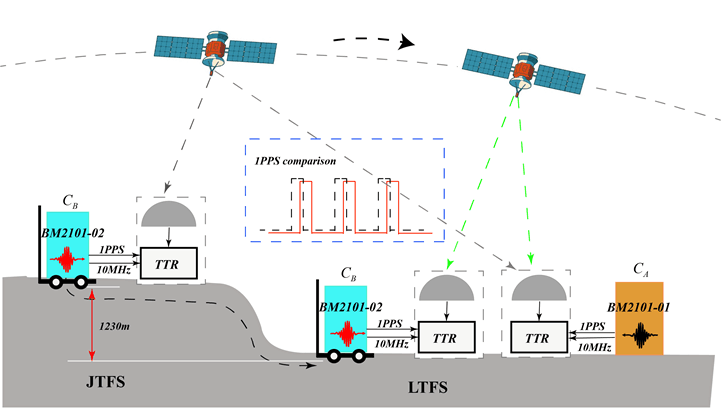 1PPS comparison
C_B
BM2101-02
1PPS
10MHz
TTR
1230m
JTFS
C_B
BM2101-02
1PPS
10MHz
TTR
TTR
C_A
BM2101-01
1PPS
10MHz
LTFS